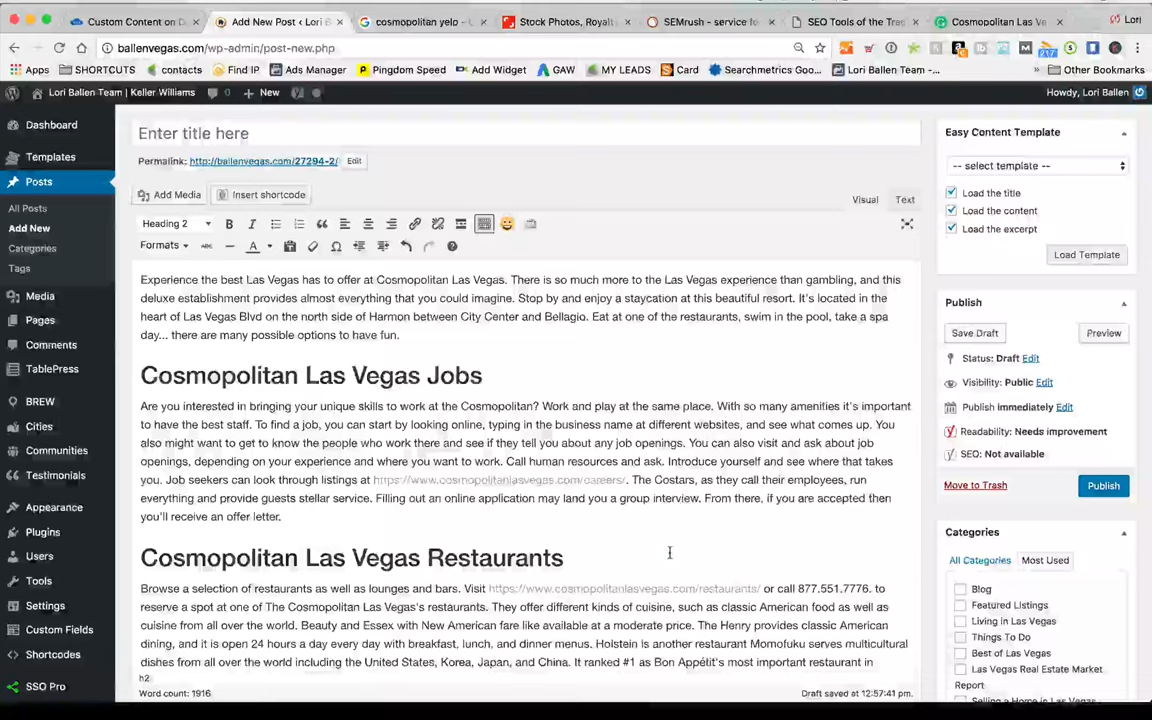 Custom Content on D
Add New Post ‹ Lori B
cosmopolitan yelp - G
Stock Photos, Royalt
SEMrush - service fo
SEO Tools of the Tres
Cosmopolitan Las Ve
Lori
ballenvegas.com/wp-admin/post-new.php
217
Apps
SHORTCUTS
contacts
Find IP
Ads Manager
Pingdom Speed
Add Widget
GAW
MY LEADS
Card
Searchmetrics Goo...
Lori Ballen Team -...
»
Other Bookmarks
Lori Ballen Team | Keller Williams
0
+ New
Howdy, Lori Ballen
Dashboard
Templates
Posts
All Posts
Add New
Categories
Tags
Media
Pages
Comments
TablePress
BREW
Cities
Communities
Testimonials
Appearance
Plugins
Users
Tools
Settings
Custom Fields
Shortcodes
SSO Pro
Enter title here
Permalink: http://ballenvegas.com/27294-2/ Edit
Add Media
Insert shortcode
Visual
Text
Heading 2
B I
Formats
ABC
A
Experience the best Las Vegas has to offer at Cosmopolitan Las Vegas. There is so much more to the Las Vegas experience than gambling, and this
deluxe establishment provides almost everything that you could imagine. Stop by and enjoy a staycation at this beautiful resort. It's located in the
heart of Las Vegas Blvd on the north side of Harmon between City Center and Bellagio. Eat at one of the restaurants, swim in the pool, take a spa
day... there are many possible options to have fun.
Cosmopolitan Las Vegas Jobs
Are you interested in bringing your unique skills to work at the Cosmopolitan? Work and play at the same place. With so many amenities it's important
to have the best staff. To find a job, you can start by looking online, typing in the business name at different websites, and see what comes up. You
also might want to get to know the people who work there and see if they tell you about any job openings. You can also visit and ask about job
openings, depending on your experience and where you want to work. Call human resources and ask. Introduce yourself and see where that takes
you. Job seekers can look through listings at https://www.cosmopolitanlasvegas.com/careers/. The Costars, as they call their employees, run
everything and provide guests stellar service. Filling out an online application may land you a group interview. From there, if you are accepted then
you'll receive an offer letter.
Cosmopolitan Las Vegas Restaurants
Browse a selection of restaurants as well as lounges and bars. Visit https://www.cosmopolitanlasvegas.com/restaurants/ or call 877.551.7776. to
reserve a spot at one of The Cosmopolitan Las Vegas's restaurants. They offer different kinds of cuisine, such as classic American food as well as
cuisine from all over the world. Beauty and Essex with New American fare like available at a moderate price. The Henry provides classic American
dining, and it is open 24 hours a day every day with breakfast, lunch, and dinner menus. Holstein is another restaurant Momofuku serves multicultural
dishes from all over the world including the United States, Korea, Japan, and China. It ranked #1 as Bon Appétit's most important restaurant in
h2
Word count: 1916
Draft saved at 12:57:41 pm.
Easy Content Template
-- select template --
Load the title
Load the content
Load the excerpt
Load Template
Publish
Save Draft
Preview
Status: Draft Edit
Visibility: Public Edit
Publish immediately Edit
Readability: Needs improvement
SEO: Not available
Move to Trash
Publish
Categories
All Categories
Most Used
Blog
Featured Listings
Living in Las Vegas
Things To Do
Best of Las Vegas
Las Vegas Real Estate Market
Report
Selling a Home in Las Vegas